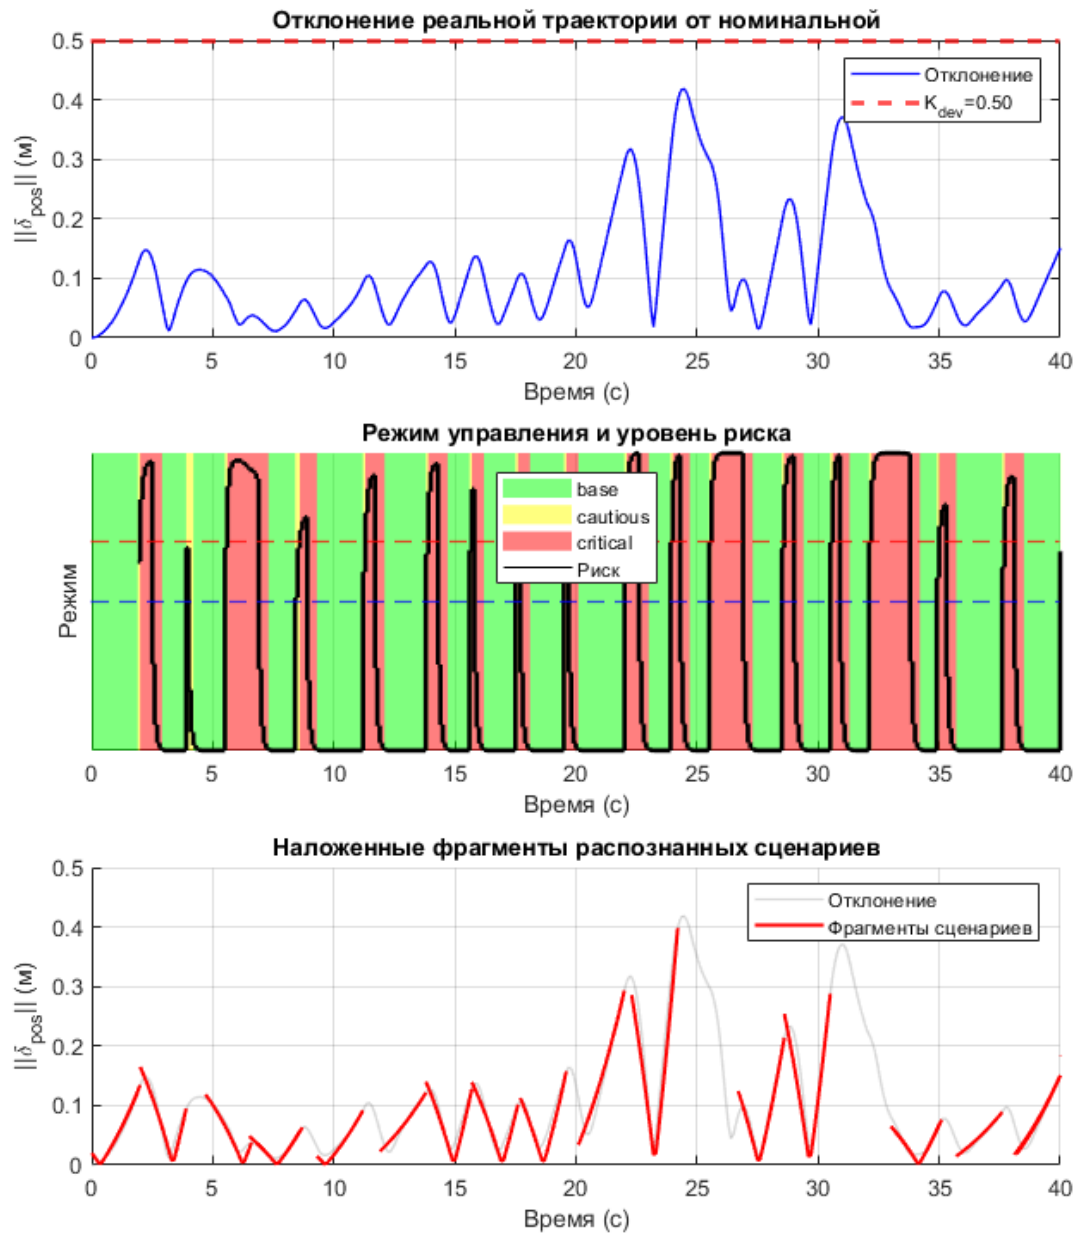 Отклонение реальной траектории от номинальной
0.5
0.4
0.3
0.2
0.1
0
||δpos|| (м)
Отклонение
Kdev=0.50
0 5 10 15 20 25 30 35 40
Время (с)
Режим управления и уровень риска
Режим
base
cautious
critical
Риск
0 5 10 15 20 25 30 35 40
Время (с)
Наложенные фрагменты распознанных сценариев
0.5
0.4
0.3
0.2
0.1
0
||δpos|| (м)
Отклонение
Фрагменты сценариев
0 5 10 15 20 25 30 35 40
Время (с)